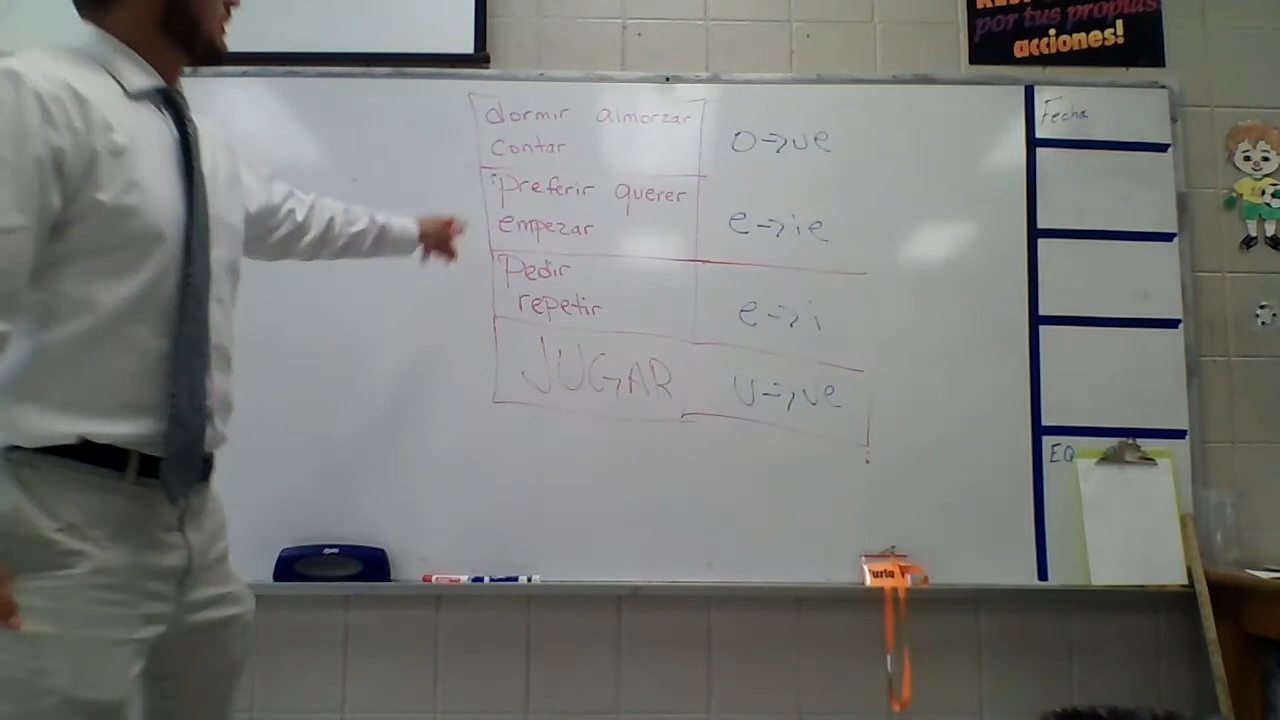 por tus propias
acciones!
dormir almorzar
contar
o→ue
preferir querer
empezar
e→ie
Pedir
repetir
e→i
JUGAR
u→ue
Fecha
EQ